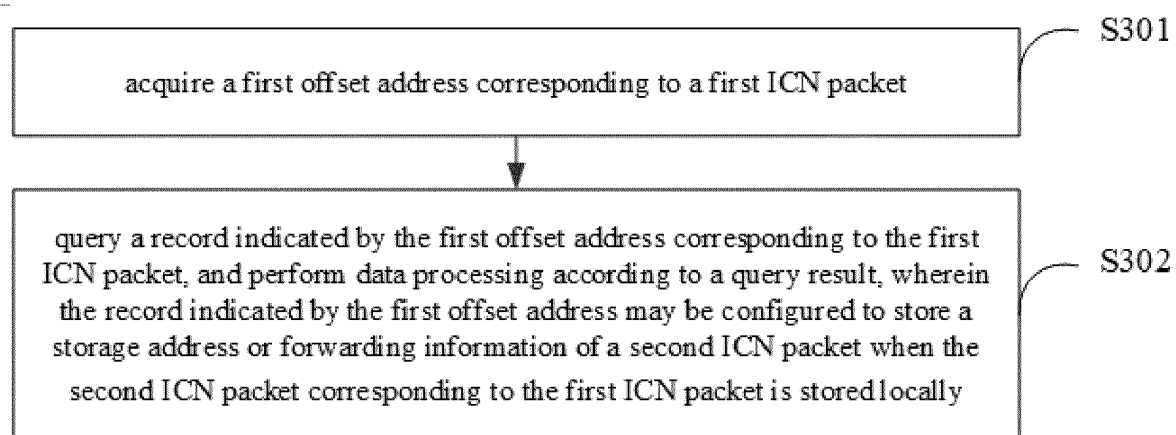 S301
acquire a first offset address corresponding to a first ICN packet
query a record indicated by the first offset address corresponding to the first
ICN packet, and perform data processing according to a query result, wherein
the record indicated by the first offset address may be configured to store a
storage address or forwarding information of a second ICN packet when the
second ICN packet corresponding to the first ICN packet is stored locally
S302